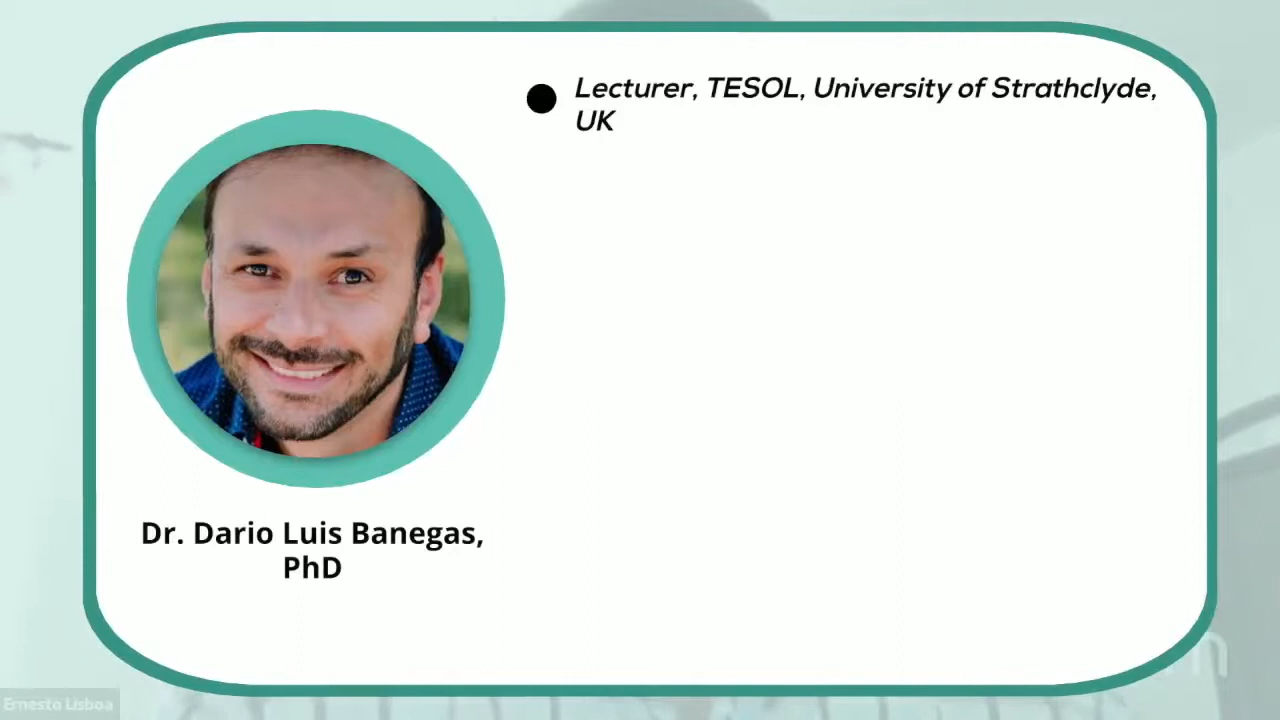 Lecturer, TESOL, University of Strathclyde,
UK
Dr. Dario Luis Banegas,
PhD
Ernesto Lisboa